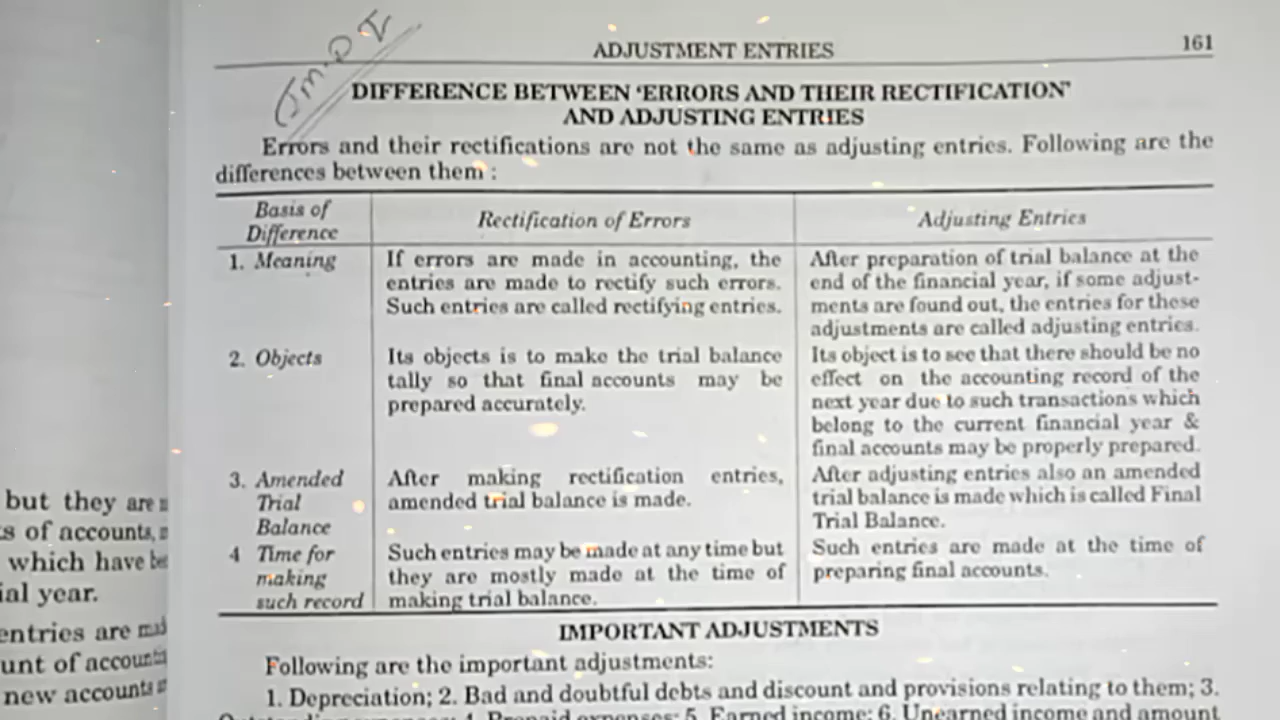 (Imp I
ADJUSTMENT ENTRIES 161
DIFFERENCE BETWEEN ‘ERRORS AND THEIR RECTIFICATION’
AND ADJUSTING ENTRIES
Errors and their rectifications are not the same as adjusting entries. Following are the
differences between them :
Basis of
Difference
Rectification of Errors
Adjusting Entries
1. Meaning
If errors are made in accounting, the
entries are made to rectify such errors.
Such entries are called rectifying entries.
After preparation of trial balance at the
end of the financial year, if some adjust-
ments are found out, the entries for these
adjustments are called adjusting entries.
2. Objects
Its objects is to make the trial balance
tally so that final accounts may be
prepared accurately.
Its object is to see that there should be no
effect on the accounting record of the
next year due to such transactions which
belong to the current financial year &
final accounts may be properly prepared.
3. Amended
Trial
Balance
After making rectification entries,
amended trial balance is made.
After adjusting entries also an amended
trial balance is made which is called Final
Trial Balance.
4 Time for
making
such record
Such entries may be made at any time but
they are mostly made at the time of
making trial balance.
Such entries are made at the time of
preparing final accounts.
IMPORTANT ADJUSTMENTS
Following are the important adjustments:
1. Depreciation; 2. Bad and doubtful debts and discount and provisions relating to them; 3.
4. Prepaid expenses; 5. Earned income; 6. Unearned income and amount
but they are
of accounts,
which have
year.
entries are
of
new accounts